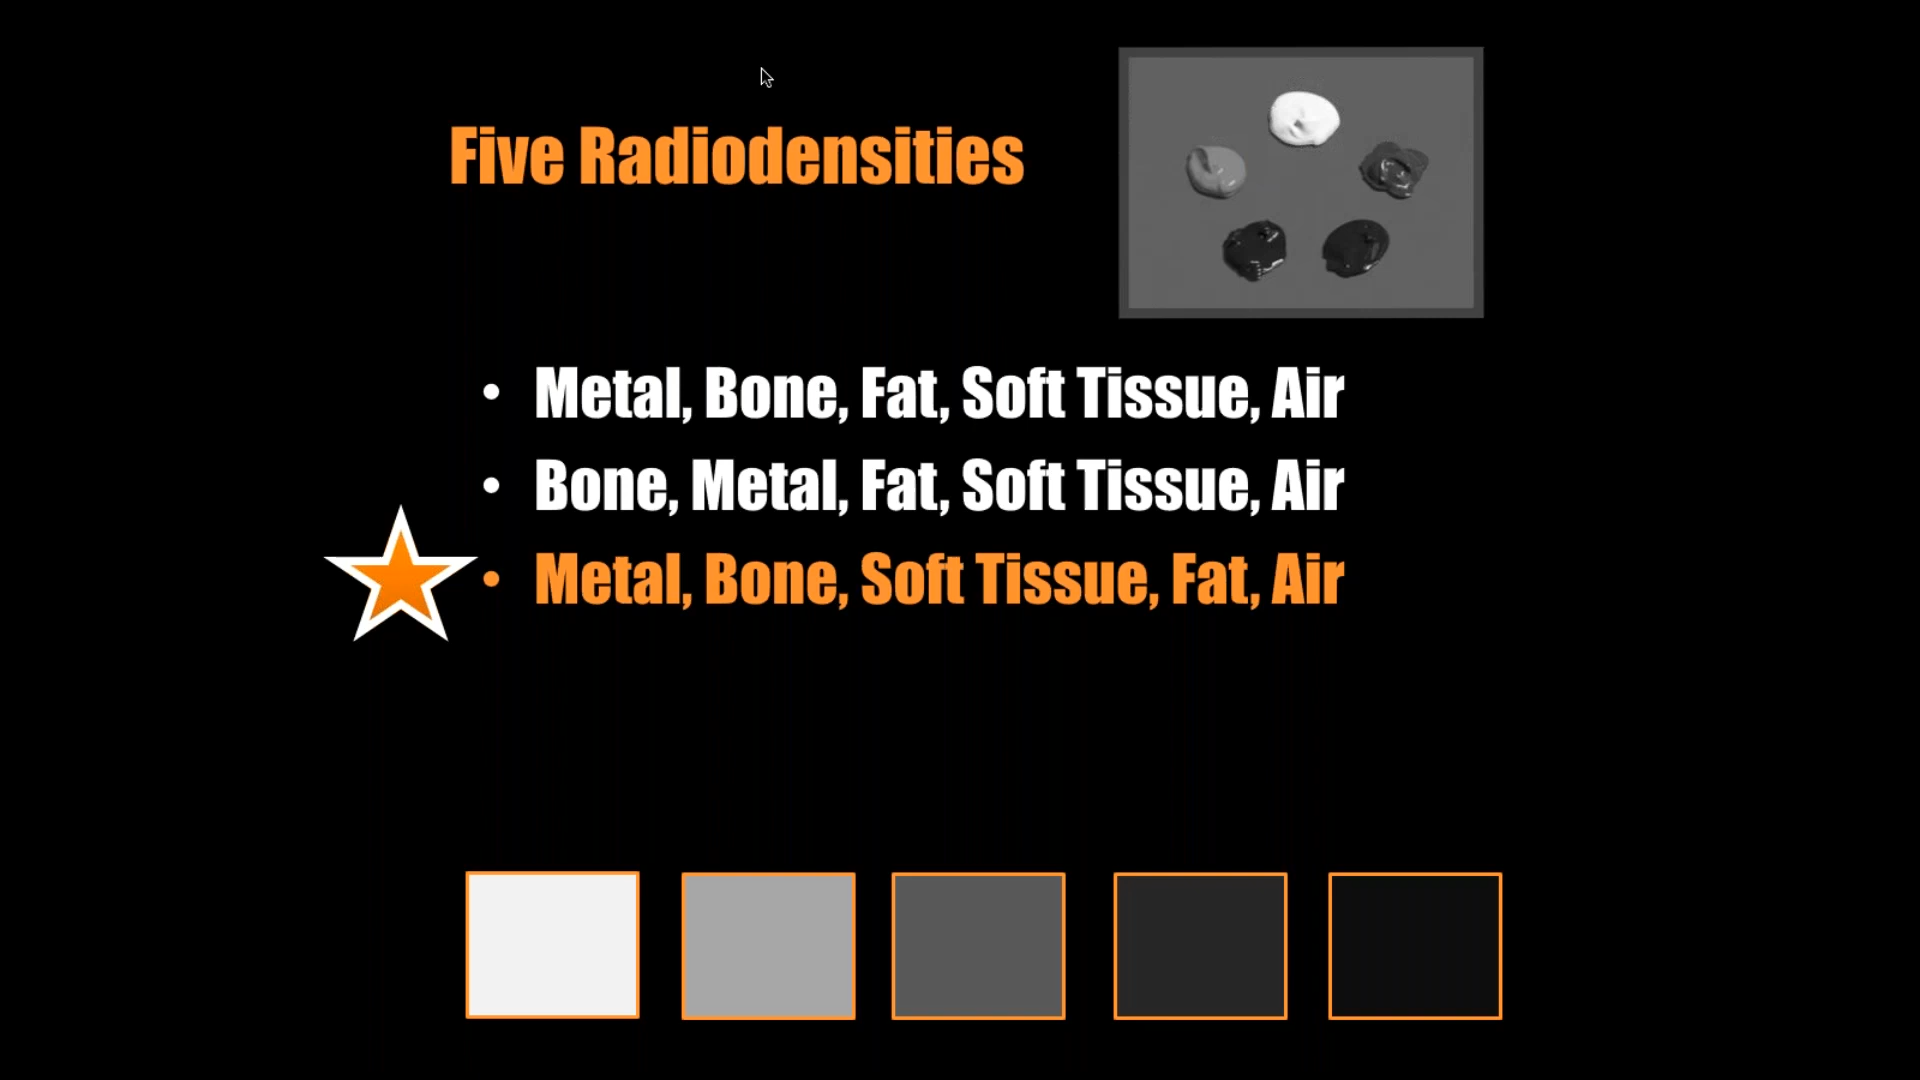 Five Radiodensities
• Metal, Bone, Fat, Soft Tissue, Air
• Bone, Metal, Fat, Soft Tissue, Air
• Metal, Bone, Soft Tissue, Fat, Air